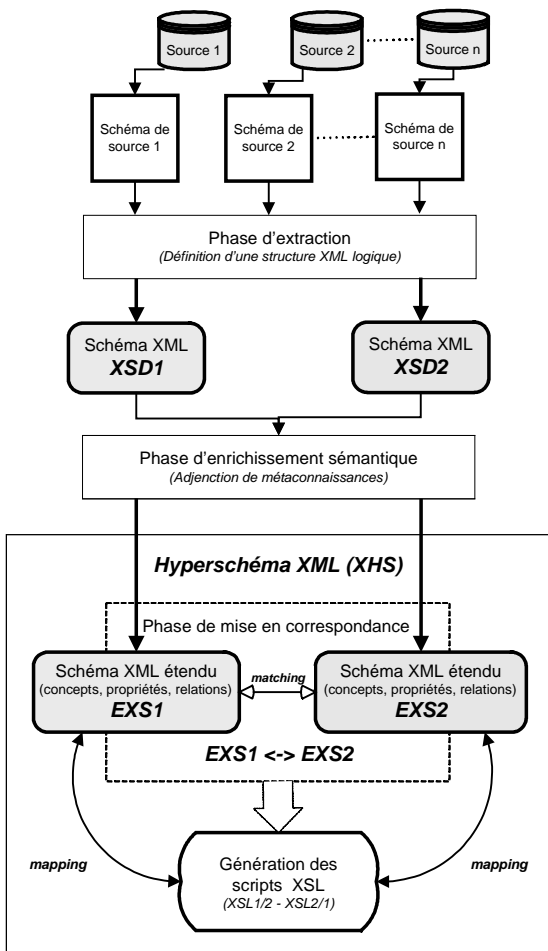 Source 1
Source 2
Source n
Schéma de
source 1
Schéma de
source 2
Schéma de
source n
Phase d'extraction
(Définition d'une structure XML logique)
Schéma XML
XSD1
Schéma XML
XSD2
Phase d'enrichissement sémantique
(Adjenction de métaconnaissances)
Hyperschéma XML (XHS)
Phase de mise en correspondance
Schéma XML étendu
(concepts, propriétés, relations)
EXS1
matching
Schéma XML étendu
(concepts, propriétés, relations)
EXS2
EXS1 <-> EXS2
mapping
Génération des
scripts XSL
(XSL1/2 - XSL2/1)
mapping